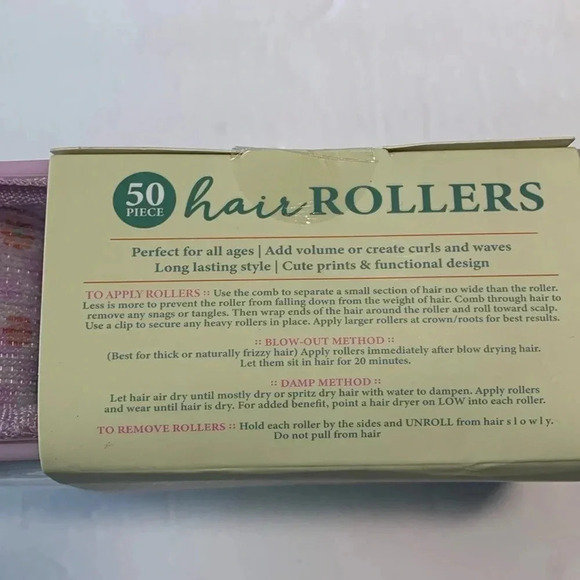 50
PIECE
hair ROLLERS
Perfect for all ages | Add volume or create curls and waves
Long lasting style | Cute prints & functional design
TO APPLY ROLLERS :: Use the comb to separate a small section of hair no wide than the roller.
Less is more to prevent the roller from falling down from the weight of hair. Comb through hair to
remove any snags or tangles. Then wrap ends of the hair around the roller and roll toward scalp.
Use a clip to secure any heavy rollers in place. Apply larger rollers at crown/roots for best results.
:: BLOW-OUT METHOD ::
(Best for thick or naturally frizzy hair) Apply rollers immediately after blow drying hair.
Let them sit in hair for 20 minutes.
:: DAMP METHOD ::
Let hair air dry until mostly dry or spritz dry hair with water to dampen. Apply rollers
and wear until hair is dry. For added benefit, point a hair dryer on LOW into each roller.
TO REMOVE ROLLERS :: Hold each roller by the sides and UNROLL from hair s l o w l y.
Do not pull from hair